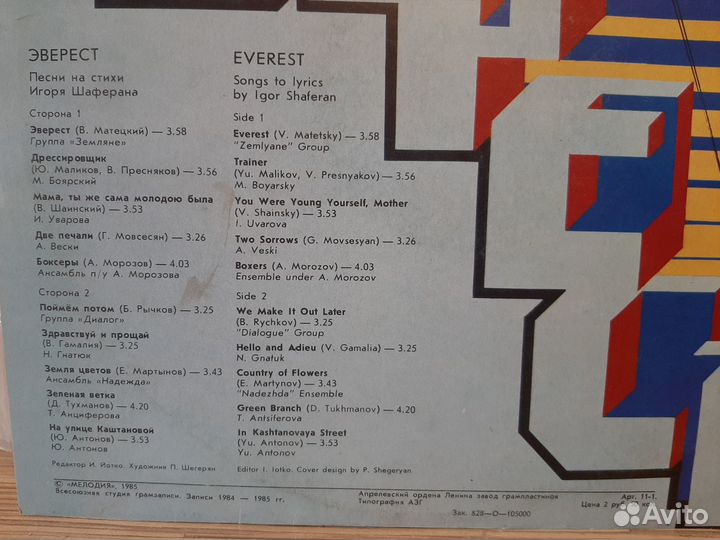 ЭВЕРЕСТ
Песни на стихи
Игоря Шаферана
Сторона 1
Эверест (В. Матецкий) — 3.58
Группа «Земляне»
Дрессировщик
(Ю. Маликов, В. Пресняков) — 3.56
М. Боярский
Мама, ты же сама молодою была
(В. Шаинский) — 3.53
И. Уварова
Две печали (Г. Мовсесян) — 3.26
А. Вески
Боксеры (А. Морозов) — 4.03
Ансамбль п/у А. Морозова
Сторона 2
Поймём потом (Б. Рычков) — 3.25
Группа «Диалог»
Здравствуй и прощай
(В. Гамалия) — 3.25
Н. Гнатюк
Земля цветов (Е. Мартынов) — 3.43
Ансамбль «Надежда»
Зеленая ветка
(Д. Тухманов) — 4.20
Т. Анциферова
На улице Каштановой
(Ю. Антонов) — 3.53
Ю. Антонов
Редактор И. Йотко. Художник П. Шегерян
EVEREST
Songs to lyrics
by Igor Shaferan
Side 1
Everest (V. Matetsky) — 3.58
"Zemlyane" Group
Trainer
(Yu. Malikov, V. Presnyakov) — 3.56
M. Boyarsky
You Were Young Yourself, Mother
(V. Shainsky) — 3.53
I. Uvarova
Two Sorrows (G. Movsesyan) — 3.26
A. Veski
Boxers (A. Morozov) — 4.03
Ensemble under A. Morozov
Side 2
We Make It Out Later
(B. Rychkov) — 3.25
"Dialogue" Group
Hello and Adieu (V. Gamalia) — 3.25
N. Gnatuk
Country of Flowers
(E. Martynov) — 3.43
"Nadezhda" Ensemble
Green Branch (D. Tukhmanov) — 4.20
T. Antsiferova
In Kashtanovaya Street
(Yu. Antonov) — 3.53
Yu. Antonov
Editor I. Iotko. Cover design by P. Shegeryan
© «МЕЛОДИЯ», 1985
Всесоюзная студия грамзаписи. Записи 1984 — 1985 гг.
Апрелевский ордена Ленина завод грампластинок
Типография АЗГ
Зак. 628—О—105000
Арт. 11-1.
Цена 2 руб.
Avito